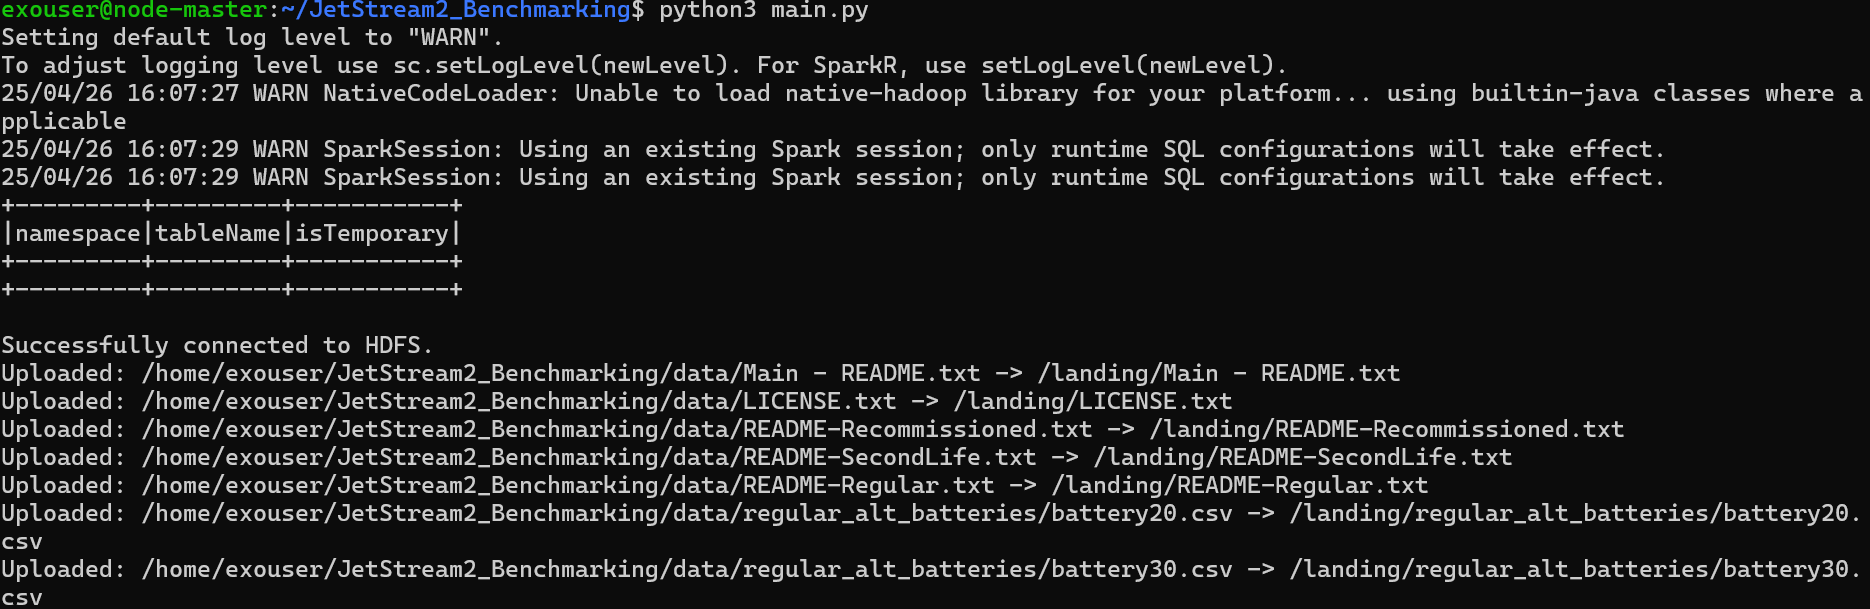 exouser@node-master:~/JetStream2_Benchmarking$ python3 main.py
Setting default log level to "WARN".
To adjust logging level use sc.setLogLevel(newLevel). For SparkR, use setLogLevel(newLevel).
25/04/26 16:07:27 WARN NativeCodeLoader: Unable to load native-hadoop library for your platform... using builtin-java classes where a
pplicable
25/04/26 16:07:29 WARN SparkSession: Using an existing Spark session; only runtime SQL configurations will take effect.
25/04/26 16:07:29 WARN SparkSession: Using an existing Spark session; only runtime SQL configurations will take effect.
+---------+---------+-----------+
|namespace|tableName|isTemporary|
+---------+---------+-----------+
+---------+---------+-----------+

Successfully connected to HDFS.
Uploaded: /home/exouser/JetStream2_Benchmarking/data/Main - README.txt -> /landing/Main - README.txt
Uploaded: /home/exouser/JetStream2_Benchmarking/data/LICENSE.txt -> /landing/LICENSE.txt
Uploaded: /home/exouser/JetStream2_Benchmarking/data/README-Recommissioned.txt -> /landing/README-Recommissioned.txt
Uploaded: /home/exouser/JetStream2_Benchmarking/data/README-SecondLife.txt -> /landing/README-SecondLife.txt
Uploaded: /home/exouser/JetStream2_Benchmarking/data/README-Regular.txt -> /landing/README-Regular.txt
Uploaded: /home/exouser/JetStream2_Benchmarking/data/regular_alt_batteries/battery20.csv -> /landing/regular_alt_batteries/battery20.
csv
Uploaded: /home/exouser/JetStream2_Benchmarking/data/regular_alt_batteries/battery30.csv -> /landing/regular_alt_batteries/battery30.
csv